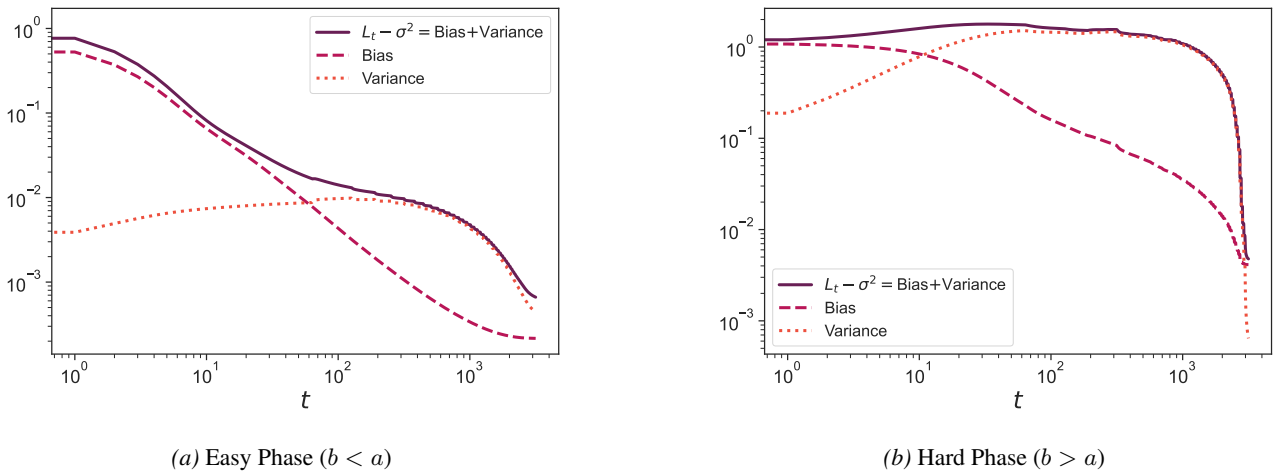 10^0
10^{-1}
10^{-2}
10^{-3}
L_t − σ^2 = Bias+Variance
Bias
Variance
10^0 10^1 10^2 10^3
t
(a) Easy Phase (b < a)
10^0
10^{-1}
10^{-2}
10^{-3}
L_t − σ^2 = Bias+Variance
Bias
Variance
10^0 10^1 10^2 10^3
t
(b) Hard Phase (b > a)